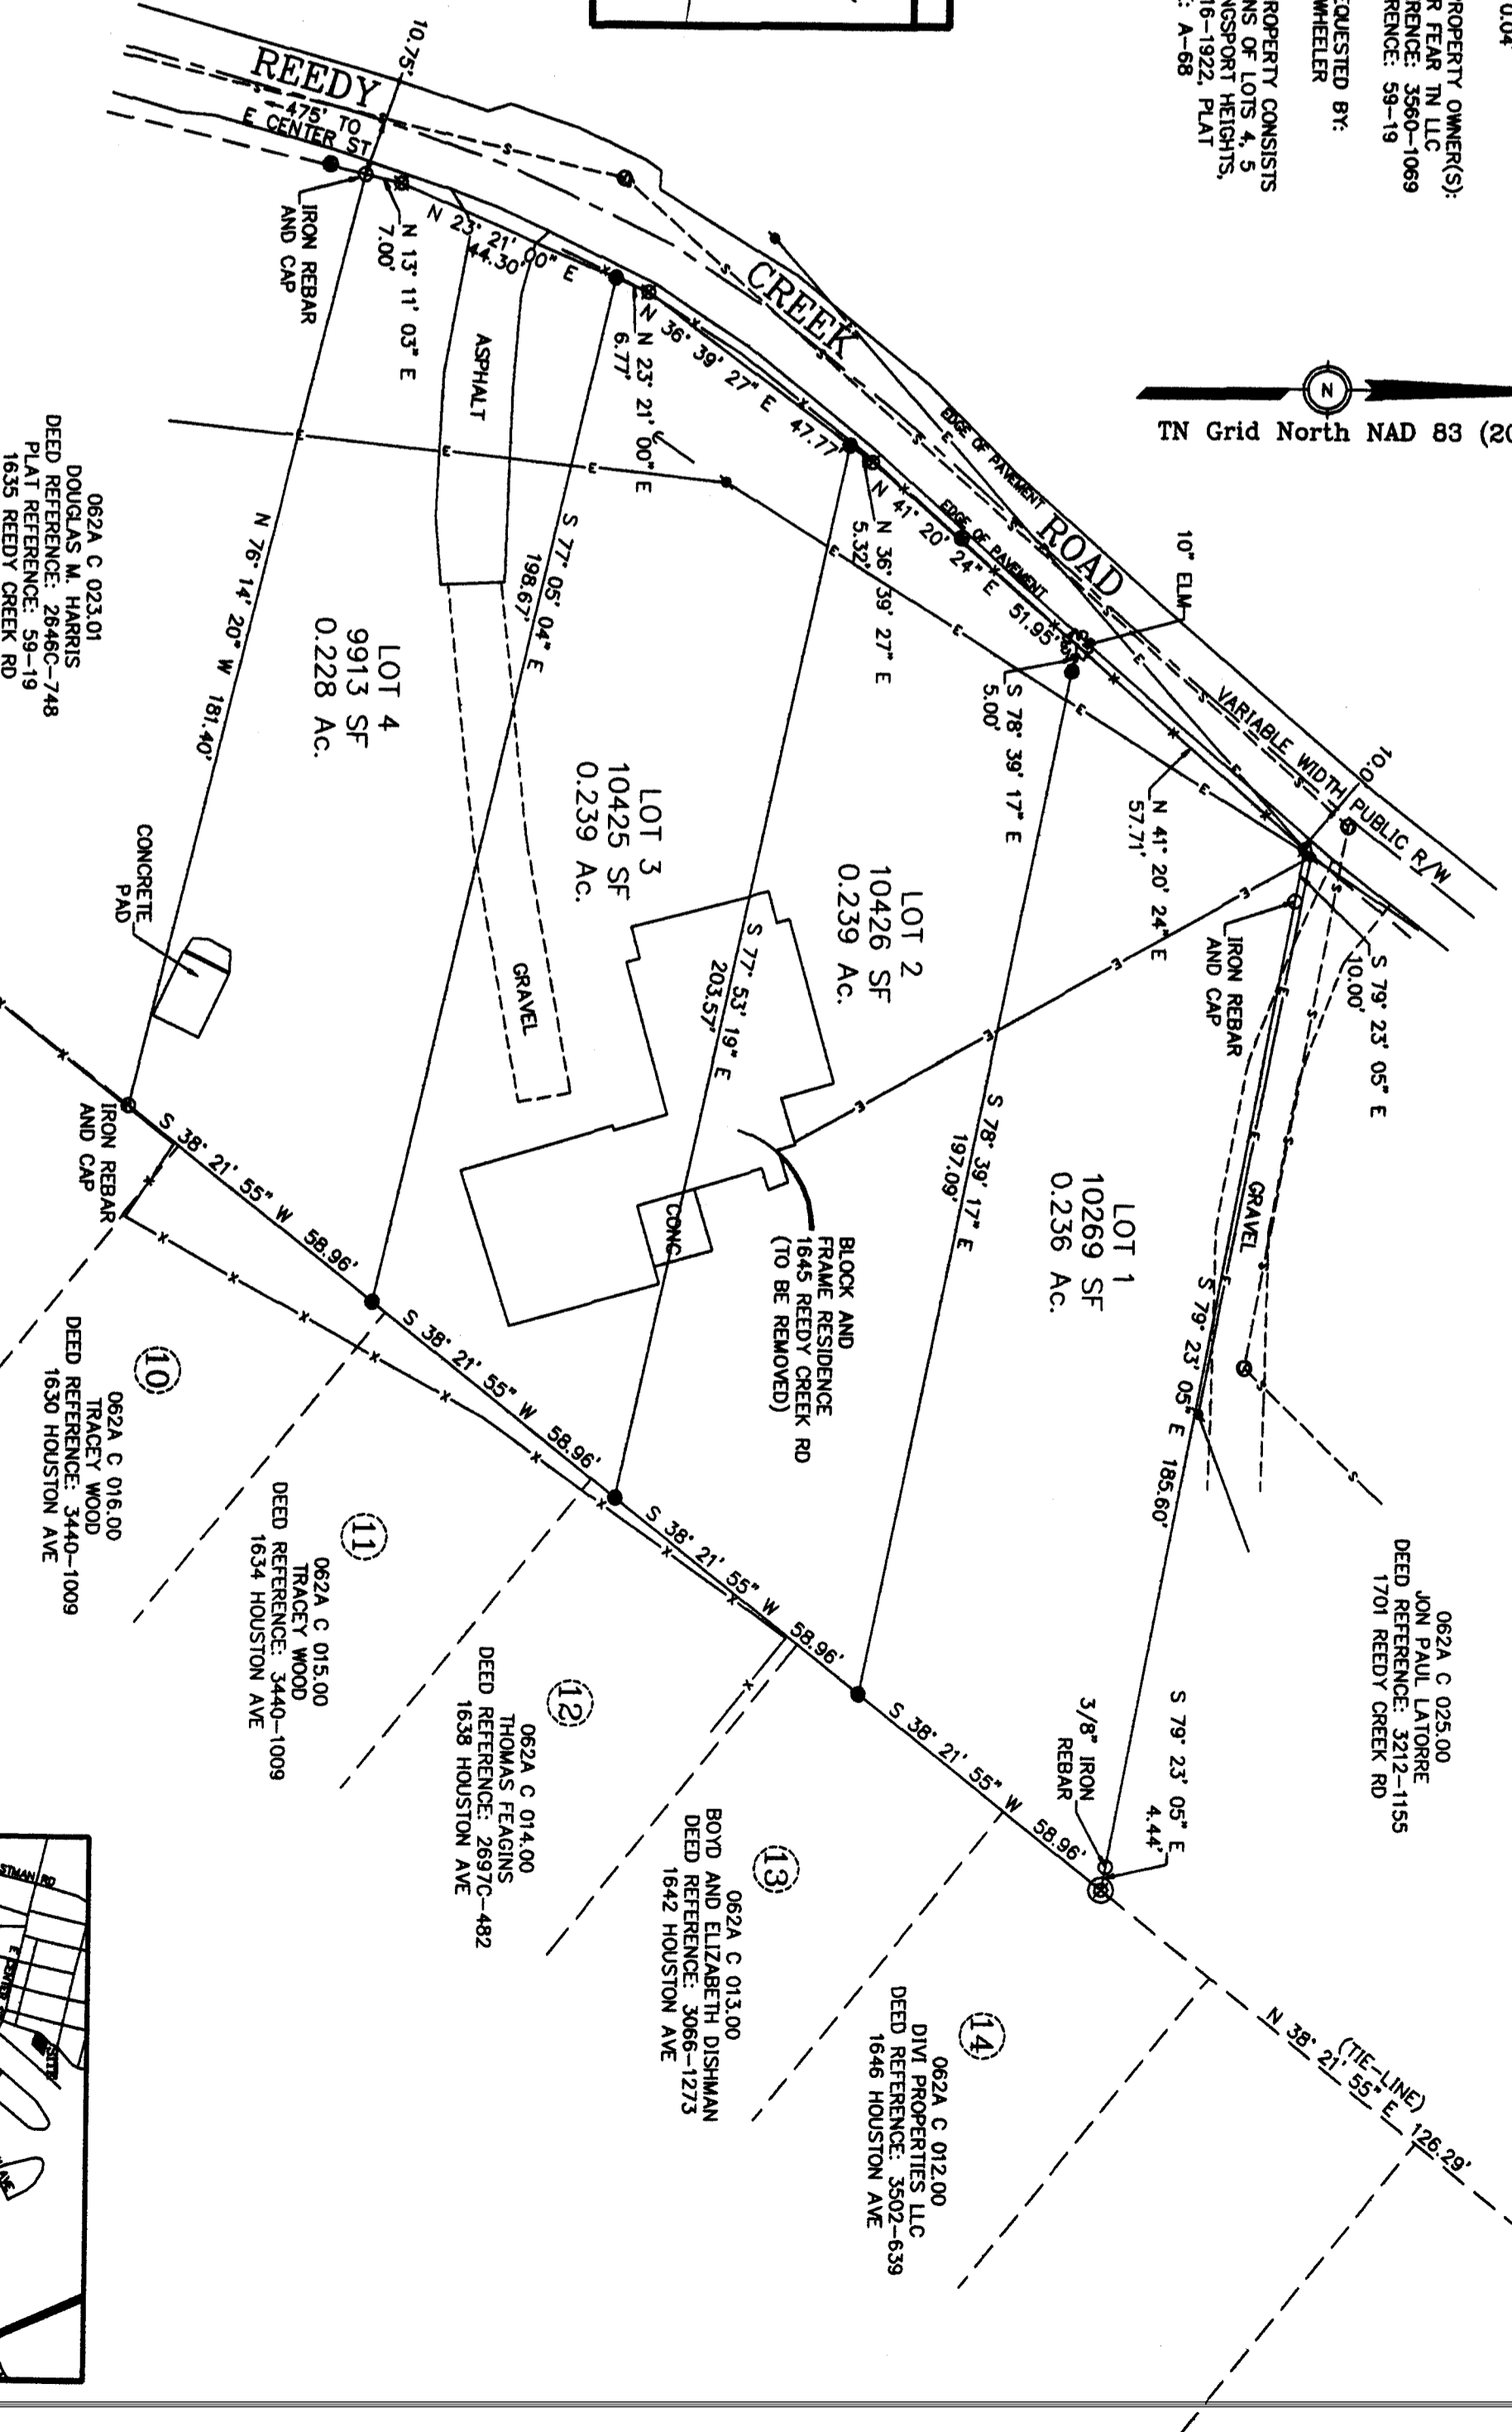 0.04
PROPERTY OWNER(S):
R FEAR TN LLC
RENCE: 3560-1069
RENCE: 59-19
EQUESTED BY:
WHEELER
ROPERTY CONSISTS
NS OF LOTS 4, 5
NGSPORT HEIGHTS,
16-1922, PLAT
: A-68
N
TN Grid North NAD 83 (20
10.75'
REEDY
CREEK
ROAD
475' TO
E CENTER ST
IRON REBAR
AND CAP
N 13° 11' 03" E
7.00'
N 23° 21' 00" E
44.30'
N 23° 21' 00" E
6.77'
N 36° 39' 27" E 47.77'
N 36° 39' 27" E
5.32'
N 41° 20' 24" E 51.95'
EDGE OF PAVEMENT
EDGE OF PAVEMENT
10" ELM
VARIABLE WIDTH PUBLIC R/W
10.0
S 78° 39' 17" E
5.00'
N 41° 20' 24" E
57.71'
IRON REBAR
AND CAP
S 79° 23' 05" E
10.00'
ASPHALT
GRAVEL
GRAVEL
S 77° 05' 04" E
198.67'
N 76° 14' 20" W 181.40'
S 77° 53' 19" E
203.57'
S 78° 39' 17" E
197.09'
S 79° 23' 05" E 185.60'
LOT 1
10269 SF
0.236 Ac.
LOT 2
10426 SF
0.239 Ac.
LOT 3
10425 SF
0.239 Ac.
LOT 4
9913 SF
0.228 Ac.
062A C 023.01
DOUGLAS M. HARRIS
DEED REFERENCE: 2646C-748
PLAT REFERENCE: 59-19
1635 REEDY CREEK RD
CONCRETE
PAD
CONC
BLOCK AND
FRAME RESIDENCE
1645 REEDY CREEK RD
(TO BE REMOVED)
IRON REBAR
AND CAP
S 38° 21' 55" W 58.96'
S 38° 21' 55" W 58.96'
S 38° 21' 55" W 58.96'
S 38° 21' 55" W 58.96'
3/8" IRON
REBAR
S 79° 23' 05" E
4.44'
062A C 025.00
JON PAUL LATORRE
DEED REFERENCE: 3212-1155
1701 REEDY CREEK RD
(TIE-LINE)
N 38° 21' 55" E 126.29'
14
062A C 012.00
DIVI PROPERTIES LLC
DEED REFERENCE: 3502-639
1646 HOUSTON AVE
13
062A C 013.00
BOYD AND ELIZABETH DISHMAN
DEED REFERENCE: 3066-1273
1642 HOUSTON AVE
12
062A C 014.00
THOMAS FEAGINS
DEED REFERENCE: 2697C-482
1638 HOUSTON AVE
11
062A C 015.00
TRACEY WOOD
DEED REFERENCE: 3440-1009
1634 HOUSTON AVE
10
062A C 016.00
TRACEY WOOD
DEED REFERENCE: 3440-1009
1630 HOUSTON AVE
STMAN RD
E CENTER
SITE
AVE